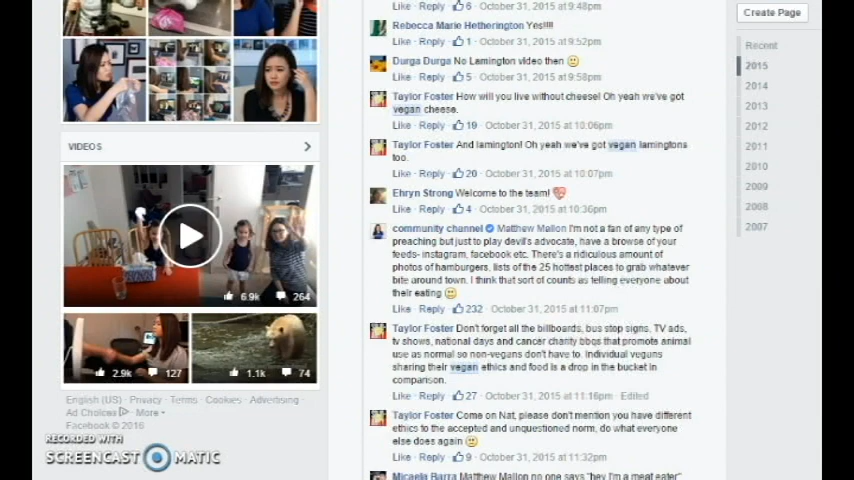 6 · October 31, 2015 at 9:48pm
Like · Reply ·
Create Page
Rebecca Marie Hetherington Yes!!!!
Like · Reply · 1 · October 31, 2015 at 9:52pm
Recent
Durga Durga No Lamington video then
2015
Like · Reply · 5 · October 31, 2015 at 9:58pm
2014
Taylor Foster How will you live without cheese! Oh yeah we've got
vegan cheese.
2013
Like · Reply · 19 · October 31, 2015 at 10:06pm
2012
VIDEOS
Taylor Foster And lamington! Oh yeah we've got vegan lamingtons
too.
2011
2010
Like · Reply · 20 · October 31, 2015 at 10:07pm
2009
Ehryn Strong Welcome to the team!
2008
Like · Reply · 4 · October 31, 2015 at 10:36pm
2007
community channel Matthew Mallon I'm not a fan of any type of
preaching but just to play devil's advocate, have a browse of your
feeds- instagram, facebook etc. There's a ridiculous amount of
photos of hamburgers, lists of the 25 hottest places to grab whatever
bite around town. I think that sort of counts as telling everyone about
their eating
6.9k 264
Like · Reply · 232 · October 31, 2015 at 11:07pm
Taylor Foster Don't forget all the billboards, bus stop signs, TV ads,
tv shows, national days and cancer charity bbqs that promote animal
use as normal so non-vegans don't have to. Individual vegans
sharing their vegan ethics and food is a drop in the bucket in
comparison.
2.9k 127
1.1k 74
Like · Reply · 27 · October 31, 2015 at 11:16pm · Edited
English (US) · Privacy · Terms · Cookies · Advertising ·
Ad Choices · More
Facebook © 2016
Taylor Foster Come on Nat, please don't mention you have different
ethics to the accepted and unquestioned norm, do what everyone
else does again
Like · Reply · 9 · October 31, 2015 at 11:32pm
RECORDED WITH
SCREENCAST MATIC
Micaela Barra Matthew Mallon no one says "hey I'm a meat eater"